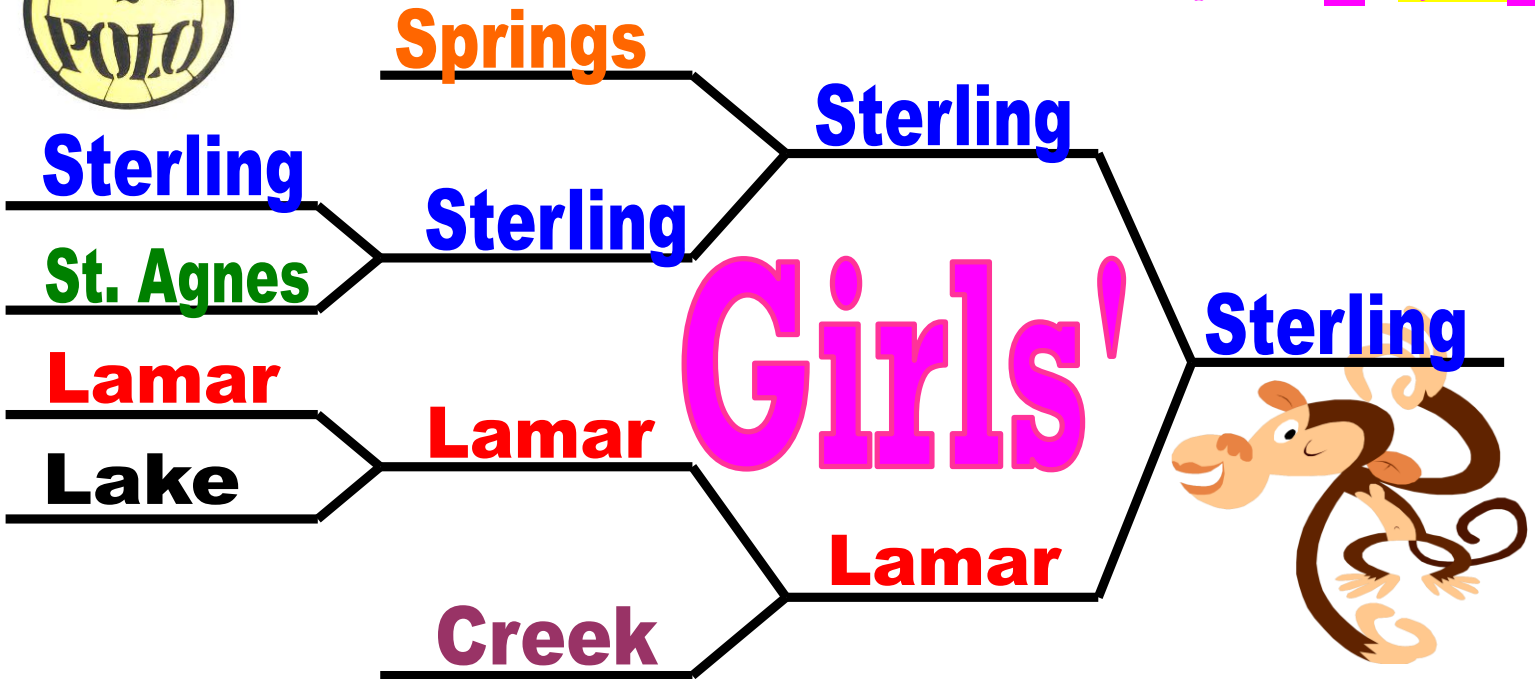 POLO
Springs
Sterling
Sterling
Sterling
St. Agnes
Girls'
Sterling
Lamar
Lamar
Lake
Lamar
Creek